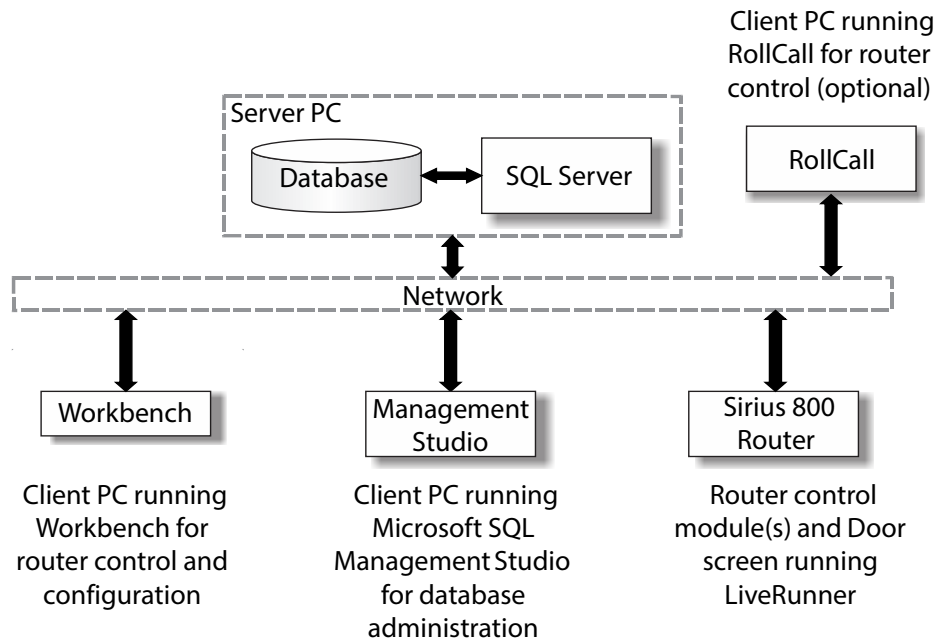 Client PC running
RollCall for router
control (optional)
Server PC
Database
SQL Server
RollCall
Network
Workbench
Management
Studio
Sirius 800
Router
Client PC running
Workbench for
router control and
configuration
Client PC running
Microsoft SQL
Management Studio
for database
administration
Router control
module(s) and Door
screen running
LiveRunner